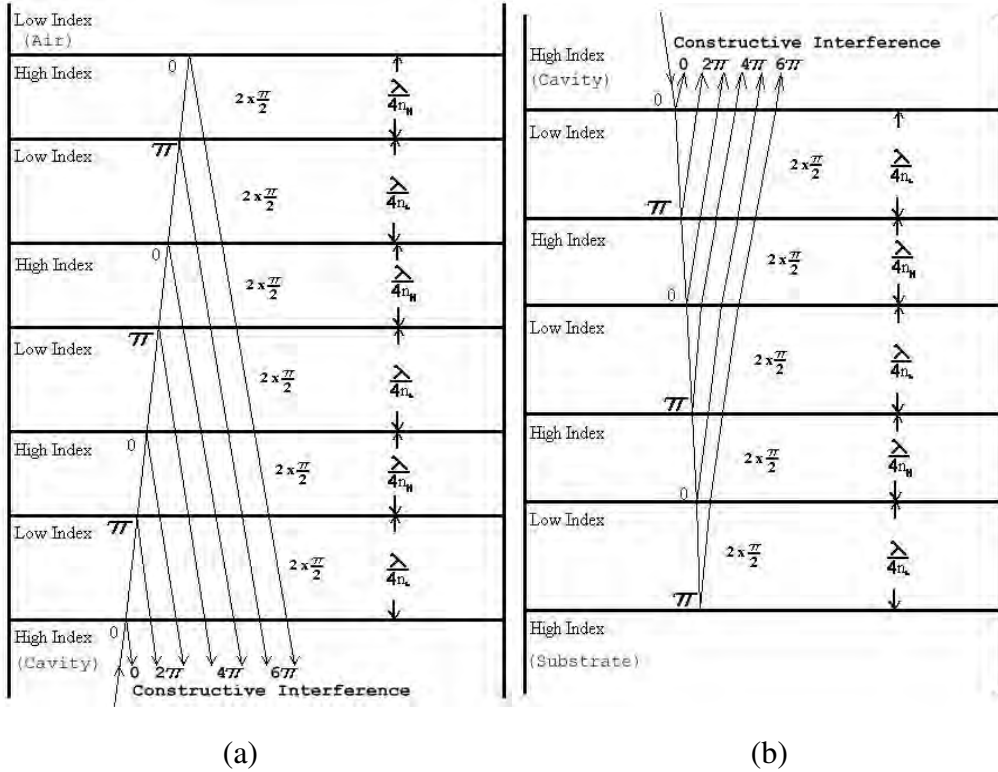 Low Index
(Air)
0
High Index
2 x π/2
λ/4n_H
π
Low Index
2 x π/2
λ/4n_L
0
High Index
2 x π/2
λ/4n_H
π
Low Index
2 x π/2
λ/4n_L
0
High Index
2 x π/2
λ/4n_H
π
Low Index
2 x π/2
λ/4n_L
0
High Index
(Cavity)
0 2π 4π 6π
Constructive Interference
(a)
Constructive Interference
High Index
0 2π 4π 6π
(Cavity)
0
Low Index
2 x π/2
λ/4n_L
π
High Index
2 x π/2
λ/4n_H
0
Low Index
2 x π/2
λ/4n_L
π
High Index
2 x π/2
λ/4n_H
0
Low Index
2 x π/2
λ/4n_L
π
High Index
(Substrate)
(b)